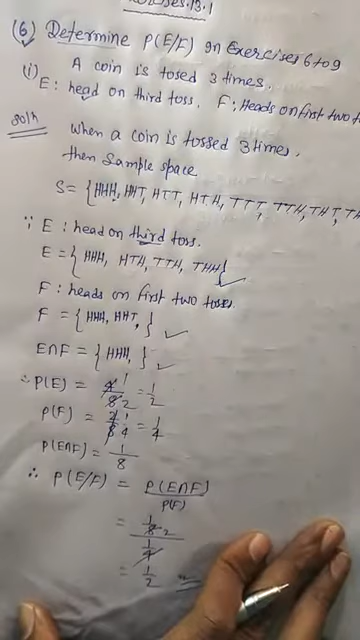 Exercises:13.1
(6) Determine P(E/F) in Exercises 6 to 9
(i) A coin is tosed 3 times.
E: head on third toss. F: Heads on first two t
Soln when a coin is tossed 3 times.
then Sample space
S = {HHH, HHT, HTT, HTH, TTT, TTH, THT, TH
∵ E : head on third toss.
E = {HHH, HTH, TTH, THH} ✓
F : heads on first two tosses.
F = {HHH, HHT, } ✓
E∩F = {HHH, } ✓
∴ P(E) = 4/8 = 1/2
P(F) = 2/8 = 1/4
P(E∩F) = 1/8
∴ P(E/F) = P(E∩F)/P(F)
= 1/8 / 1/4
= 1/2